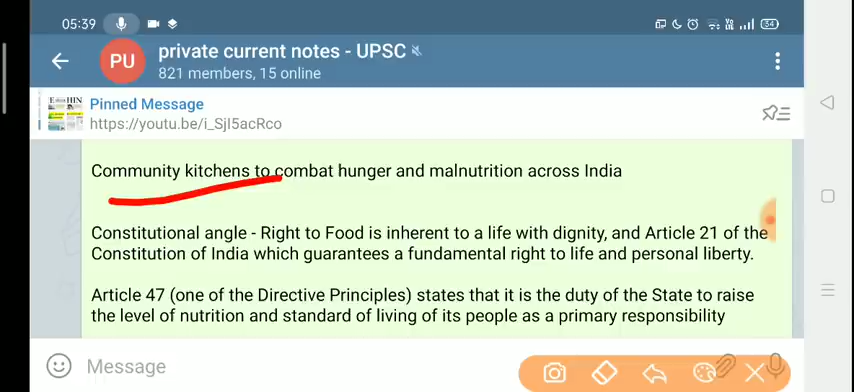 05:39
54
PU
private current notes - UPSC
821 members, 15 online
Pinned Message
https://youtu.be/i_SjI5acRco
Community kitchens to combat hunger and malnutrition across India
Constitutional angle - Right to Food is inherent to a life with dignity, and Article 21 of the
Constitution of India which guarantees a fundamental right to life and personal liberty.
Article 47 (one of the Directive Principles) states that it is the duty of the State to raise
the level of nutrition and standard of living of its people as a primary responsibility
Message